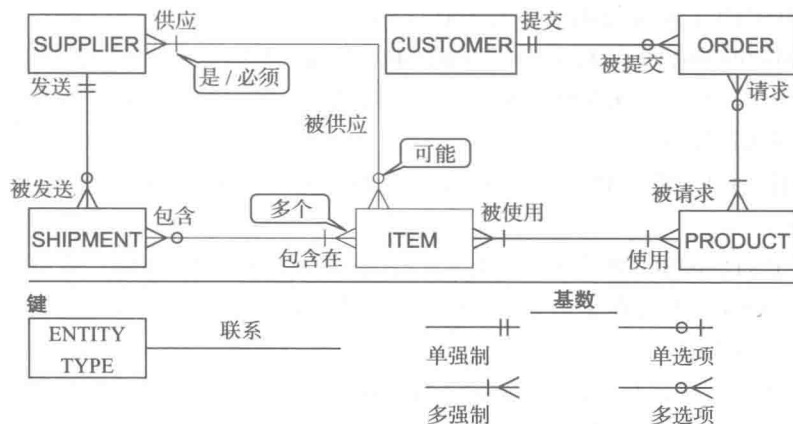 供应
SUPPLIER
是 / 必须
发送
CUSTOMER
提交
被提交
ORDER
请求
被供应
可能
被发送
SHIPMENT
包含
多个
包含在
ITEM
被使用
被请求
使用
PRODUCT
键
ENTITY
TYPE
联系
基数
单强制
单选项
多强制
多选项